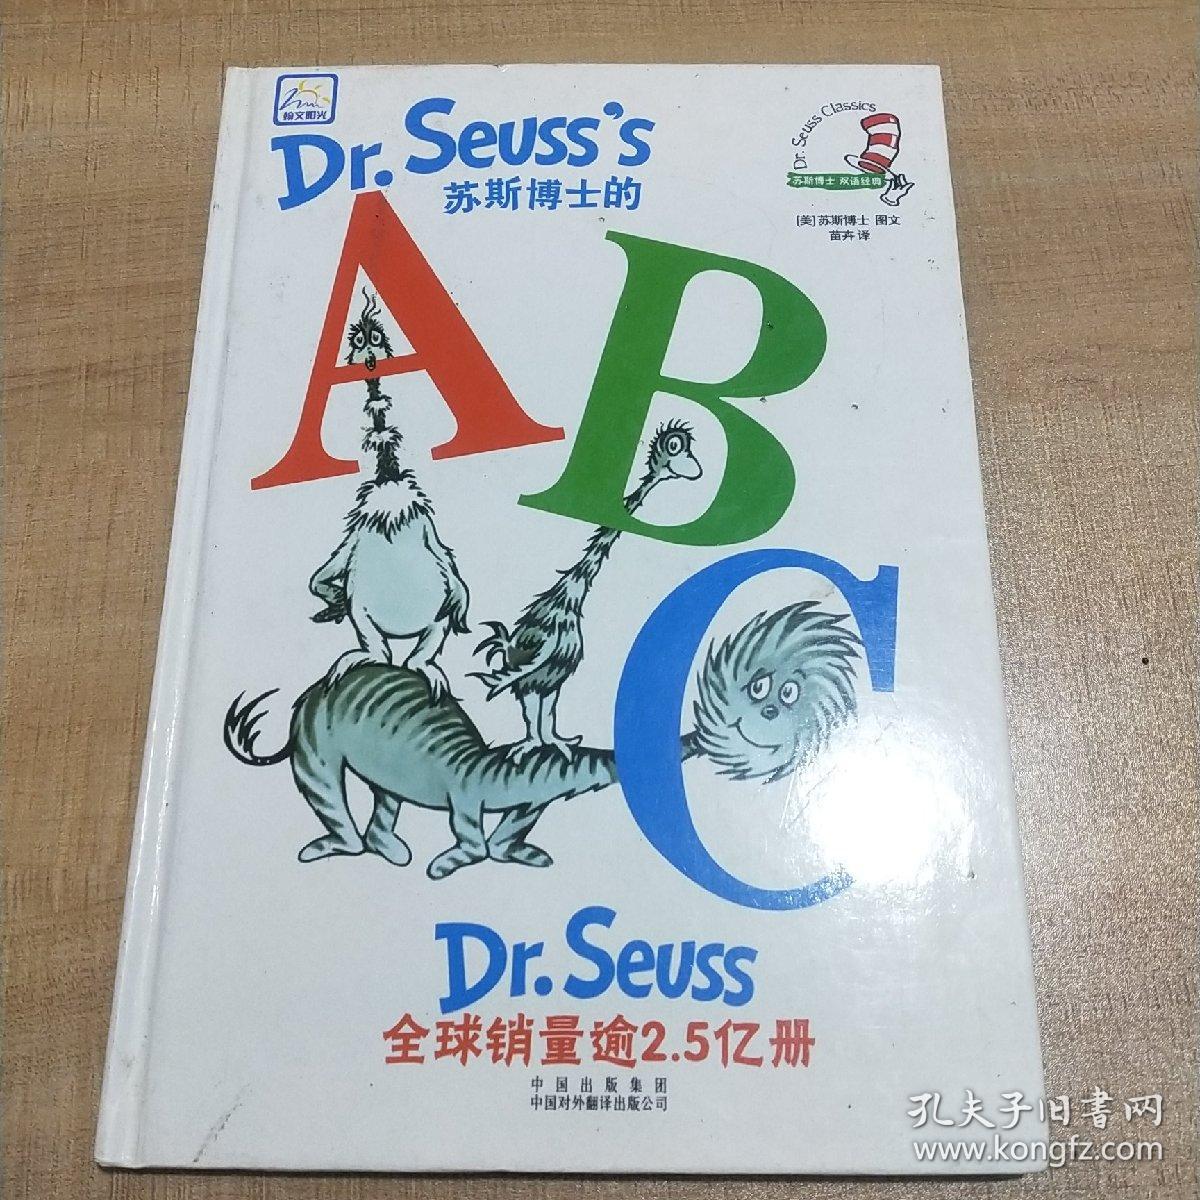 翰文阳光
Dr. Seuss's
苏斯博士的
Dr. Seuss Classics
苏斯博士 双语经典
[美]苏斯博士 图文
苗卉 译
A
B
C
Dr. Seuss
全球销量逾2.5亿册
中国出版集团
中国对外翻译出版公司
孔夫子旧书网
www.kongfz.com